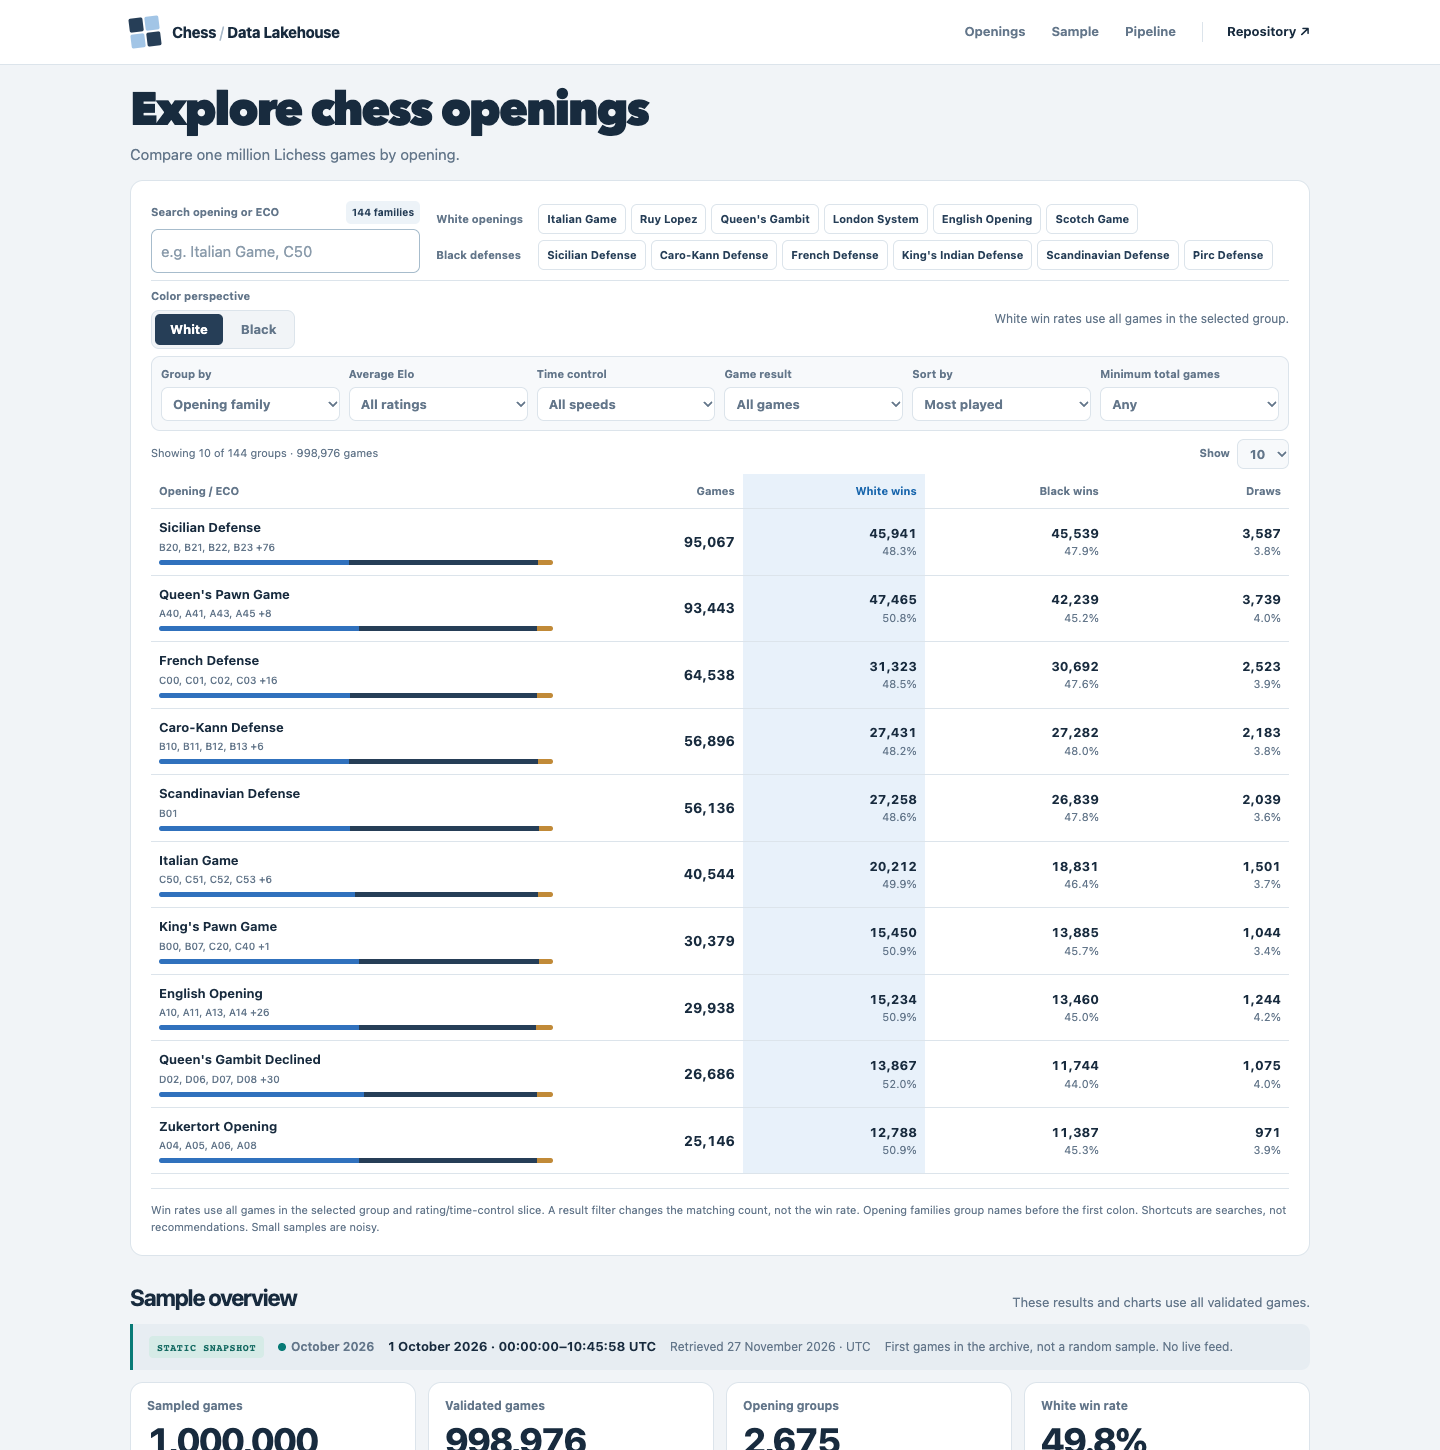 Chess / Data Lakehouse
Openings Sample Pipeline Repository ↗
Explore chess openings
Compare one million Lichess games by opening.
Search opening or ECO 144 families
e.g. Italian Game, C50
White openings Italian Game Ruy Lopez Queen's Gambit London System English Opening Scotch Game
Black defenses Sicilian Defense Caro-Kann Defense French Defense King's Indian Defense Scandinavian Defense Pirc Defense
Color perspective
White Black
White win rates use all games in the selected group.
Group by Average Elo Time control Game result Sort by Minimum total games
Opening family All ratings All speeds All games Most played Any
Showing 10 of 144 groups · 998,976 games Show 10
Opening / ECO Games White wins Black wins Draws
Sicilian Defense
B20, B21, B22, B23 +76
95,067
45,941 45,539 3,587
48.3% 47.9% 3.8%
Queen's Pawn Game
A40, A41, A43, A45 +8
93,443
47,465 42,239 3,739
50.8% 45.2% 4.0%
French Defense
C00, C01, C02, C03 +16
64,538
31,323 30,692 2,523
48.5% 47.6% 3.9%
Caro-Kann Defense
B10, B11, B12, B13 +6
56,896
27,431 27,282 2,183
48.2% 48.0% 3.8%
Scandinavian Defense
B01
56,136
27,258 26,839 2,039
48.6% 47.8% 3.6%
Italian Game
C50, C51, C52, C53 +6
40,544
20,212 18,831 1,501
49.9% 46.4% 3.7%
King's Pawn Game
B00, B07, C20, C40 +1
30,379
15,450 13,885 1,044
50.9% 45.7% 3.4%
English Opening
A10, A11, A13, A14 +26
29,938
15,234 13,460 1,244
50.9% 45.0% 4.2%
Queen's Gambit Declined
D02, D06, D07, D08 +30
26,686
13,867 11,744 1,075
52.0% 44.0% 4.0%
Zukertort Opening
A04, A05, A06, A08
25,146
12,788 11,387 971
50.9% 45.3% 3.9%
Win rates use all games in the selected group and rating/time-control slice. A result filter changes the matching count, not the win rate. Opening families group names before the first colon. Shortcuts are searches, not
recommendations. Small samples are noisy.
Sample overview
These results and charts use all validated games.
STATIC SNAPSHOT October 2026 1 October 2026 · 00:00:00–10:45:58 UTC Retrieved 27 November 2026 · UTC First games in the archive, not a random sample. No live feed.
Sampled games Validated games Opening groups White win rate
1,000,000 998,976 2,675 49.8%